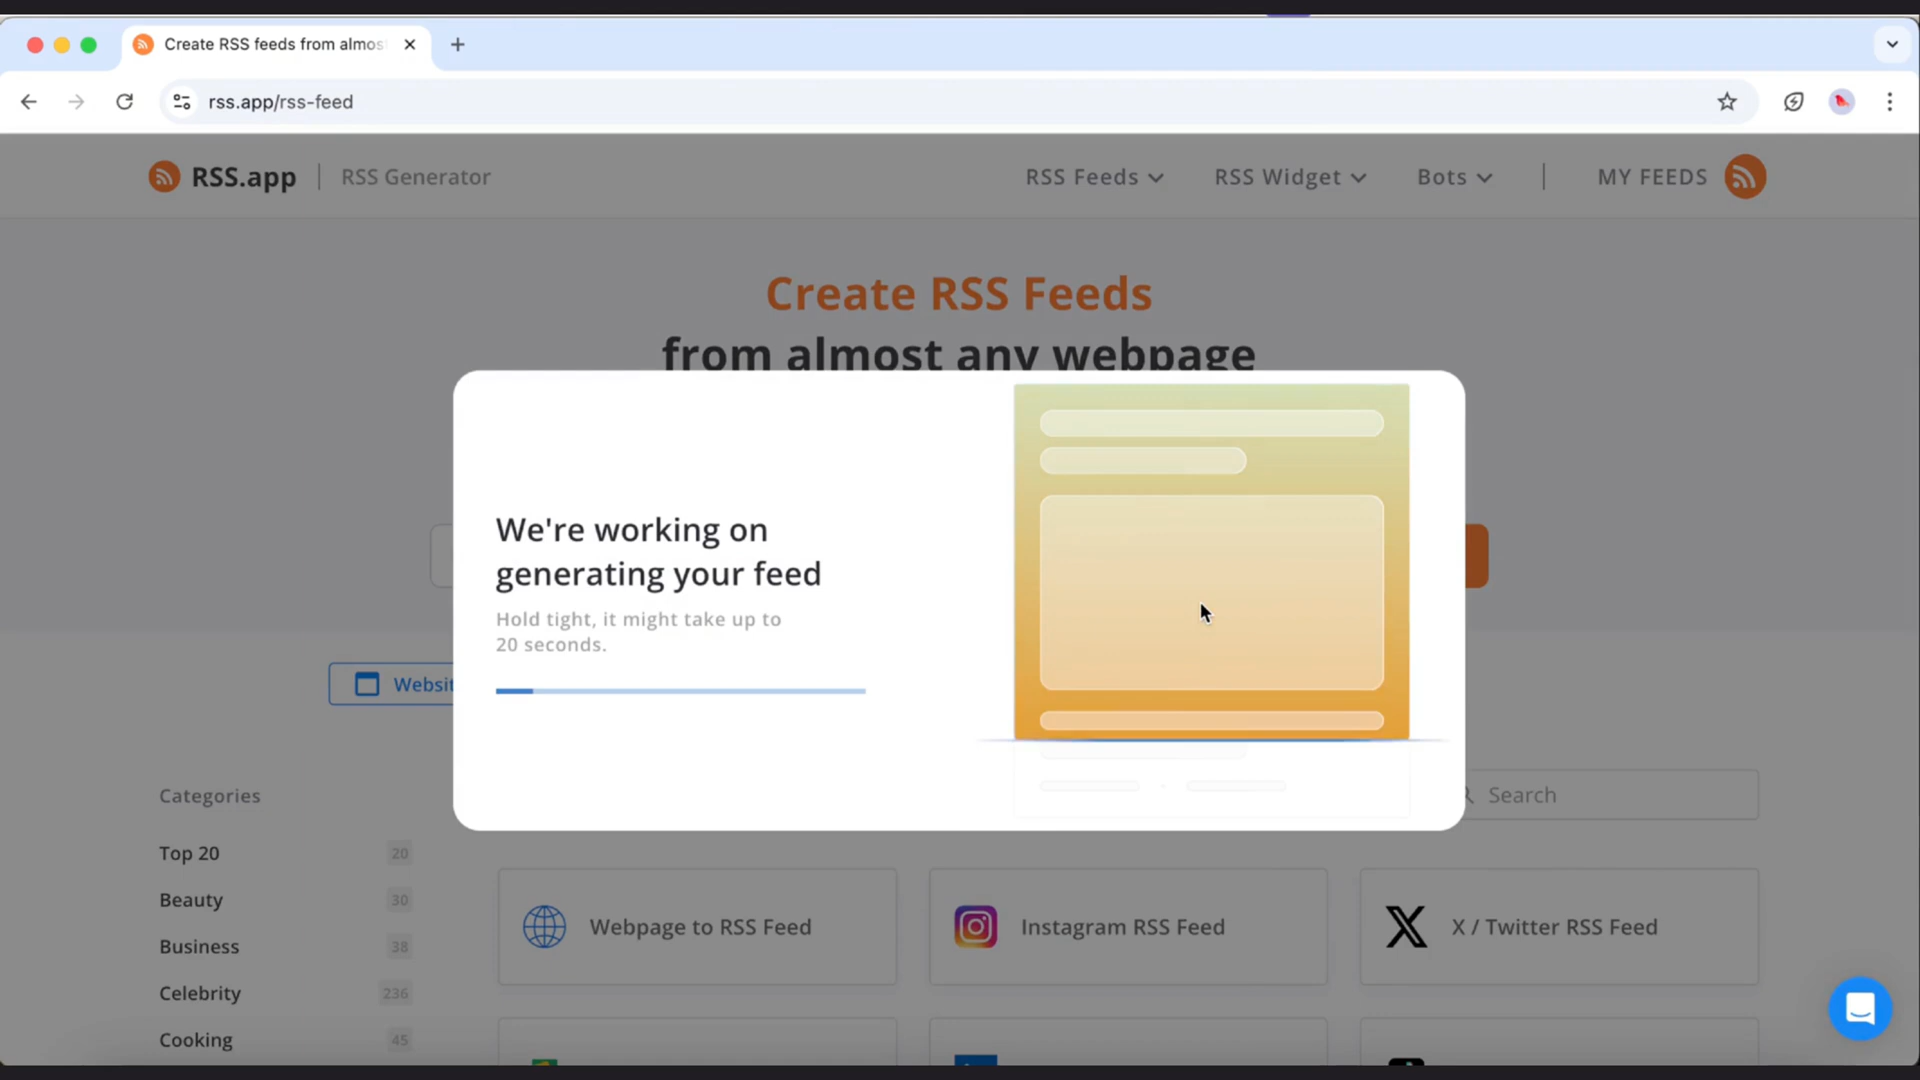 Create RSS feeds from almos
rss.app/rss-feed
RSS.app
RSS Generator
RSS Feeds
RSS Widget
Bots
MY FEEDS
Create RSS Feeds
from almost any webpage
We're working on
generating your feed
Hold tight, it might take up to
20 seconds.
Websit
Categories
Search
Top 20 20
Beauty 30
Business 38
Celebrity 236
Cooking 45
Webpage to RSS Feed
Instagram RSS Feed
X / Twitter RSS Feed